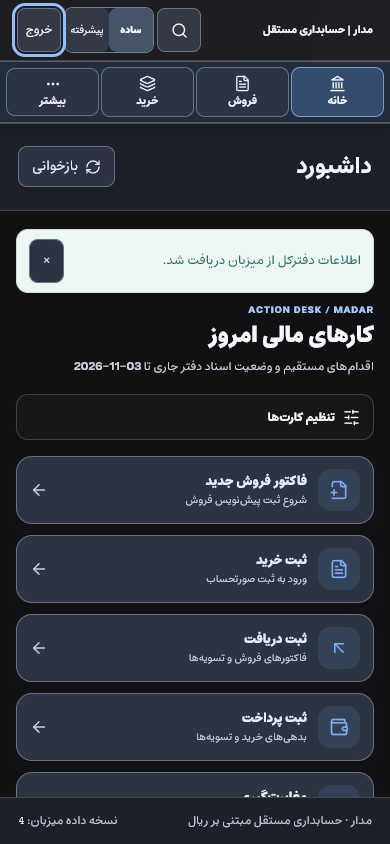 مدار | حسابداری مستقل
ساده
پیشرفته
خروج
خانه
فروش
خرید
بیشتر
داشبورد
بازخوانی
اطلاعات دفترکل از میزبان دریافت شد.
×
ACTION DESK / MADAR
کارهای مالی امروز
اقدام‌های مستقیم و وضعیت اسناد دفتر جاری تا 2026-11-03
تنظیم کارت‌ها
فاکتور فروش جدید
شروع ثبت پیش‌نویس فروش
ثبت خرید
ورود به ثبت صورتحساب
ثبت دریافت
فاکتورهای فروش و تسویه‌ها
ثبت پرداخت
بدهی‌های خرید و تسویه‌ها
مدار · حسابداری مستقل مبتنی بر ریال
نسخه داده میزبان: 4